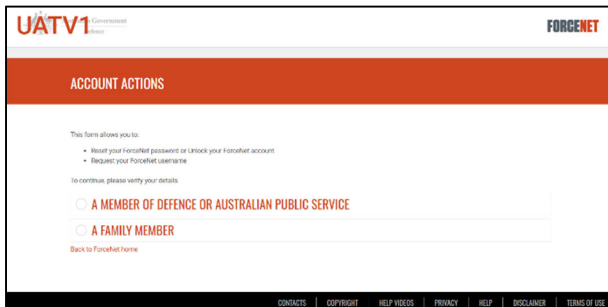 UATV1
Government
Defence
FORCENET
ACCOUNT ACTIONS
This form allows you to:
Reset your ForceNet password or Unlock your ForceNet account
Request your ForceNet username
To continue, please verify your details
A MEMBER OF DEFENCE OR AUSTRALIAN PUBLIC SERVICE
A FAMILY MEMBER
Back to ForceNet home
CONTACTS | COPYRIGHT | HELP VIDEOS | PRIVACY | HELP | DISCLAIMER | TERMS OF USE